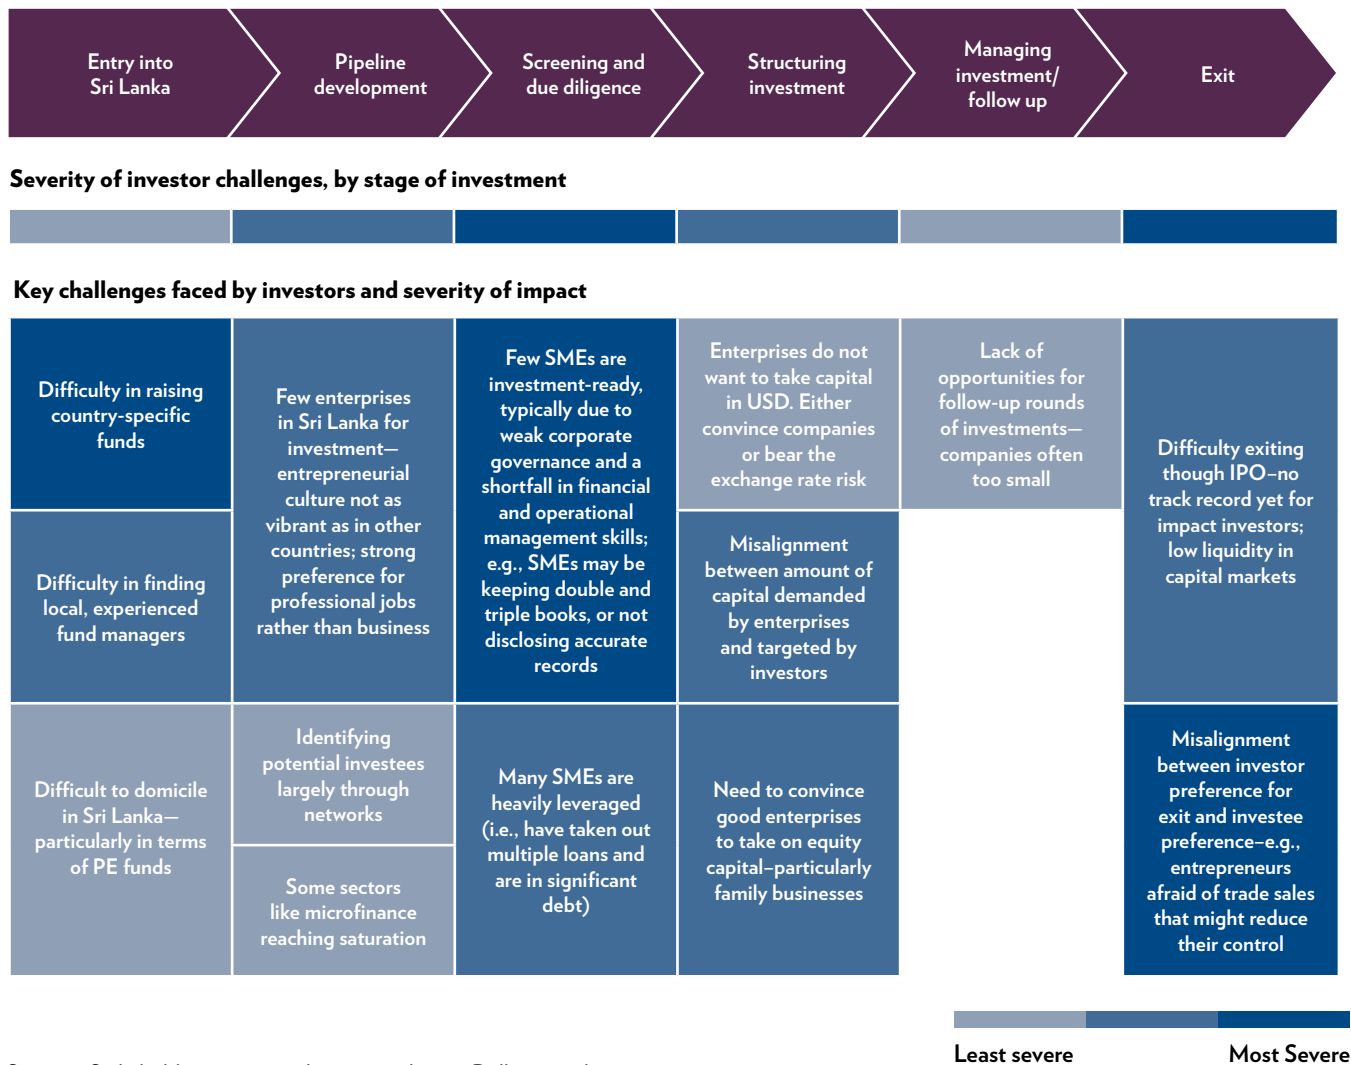 Entry into
Sri Lanka
Pipeline
development
Screening and
due diligence
Structuring
investment
Managing
investment/
follow up
Exit
Severity of investor challenges, by stage of investment
Key challenges faced by investors and severity of impact
Difficulty in raising
country-specific
funds
Difficulty in finding
local, experienced
fund managers
Difficult to domicile
in Sri Lanka—
particularly in terms
of PE funds
Few enterprises
in Sri Lanka for
investment—
entrepreneurial
culture not as
vibrant as in other
countries; strong
preference for
professional jobs
rather than business
Identifying
potential investees
largely through
networks
Some sectors
like microfinance
reaching saturation
Few SMEs are
investment-ready,
typically due to
weak corporate
governance and a
shortfall in financial
and operational
management skills;
e.g., SMEs may be
keeping double and
triple books, or not
disclosing accurate
records
Many SMEs are
heavily leveraged
(i.e., have taken out
multiple loans and
are in significant
debt)
Enterprises do not
want to take capital
in USD. Either
convince companies
or bear the
exchange rate risk
Misalignment
between amount of
capital demanded
by enterprises
and targeted by
investors
Need to convince
good enterprises
to take on equity
capital–particularly
family businesses
Lack of
opportunities for
follow-up rounds
of investments—
companies often
too small
Difficulty exiting
though IPO–no
track record yet for
impact investors;
low liquidity in
capital markets
Misalignment
between investor
preference for
exit and investee
preference–e.g.,
entrepreneurs
afraid of trade sales
that might reduce
their control
Least severe
Most Severe